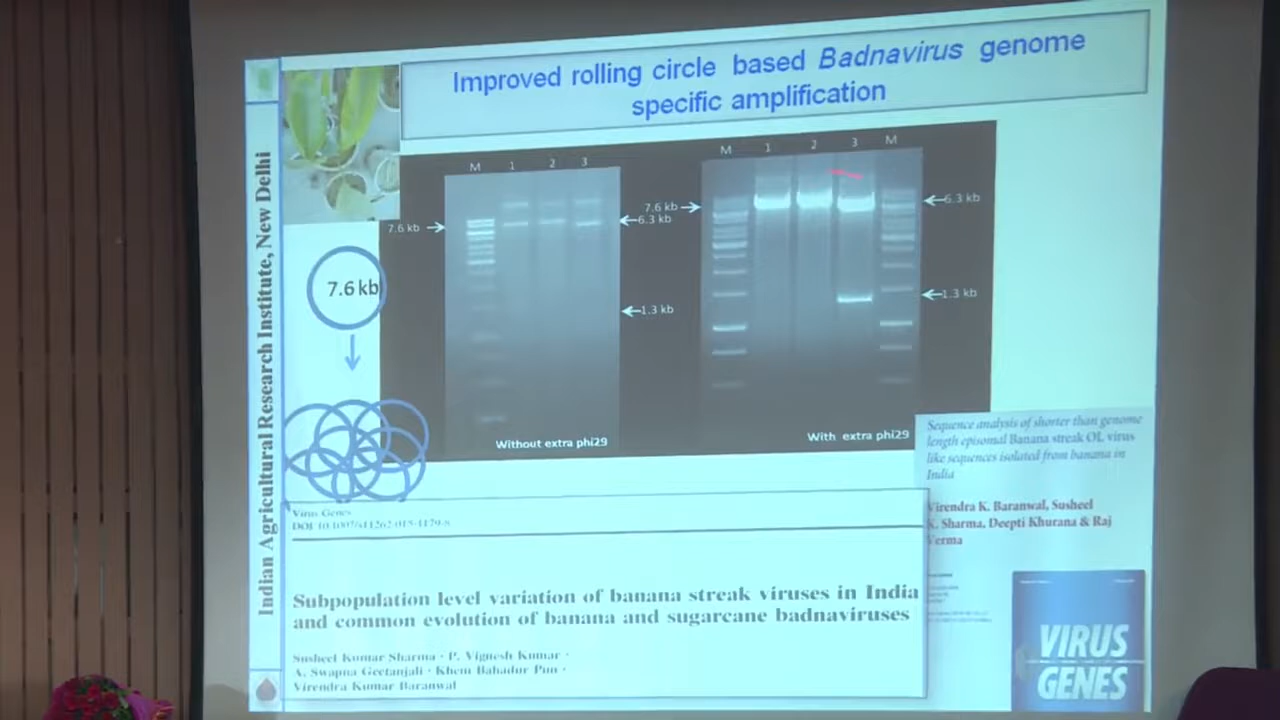 Improved rolling circle based Badnavirus genome
specific amplification
Indian Agricultural Research Institute, New Delhi
M 1 2 3
7.6 kb
6.3 kb
1.3 kb
Without extra phi29
M 1 2 3 M
7.6 kb
6.3 kb
1.3 kb
With extra phi29
7.6 kb
Sequence analysis of shorter than genome
length episomal Banana streak OL virus
like sequences isolated from banana in
India
Virendra K. Baranwal, Susheel
K. Sharma, Deepti Khurana & Raj
Verma
Virus Genes
DOI
Subpopulation level variation of banana streak viruses in India
and common evolution of banana and sugarcane badnaviruses
Susheel Kumar Sharma · P. Vignesh Kumar ·
A. Swapna Geetanjali · Khem Bahadur Pun ·
Virendra Kumar Baranwal
VIRUS
GENES